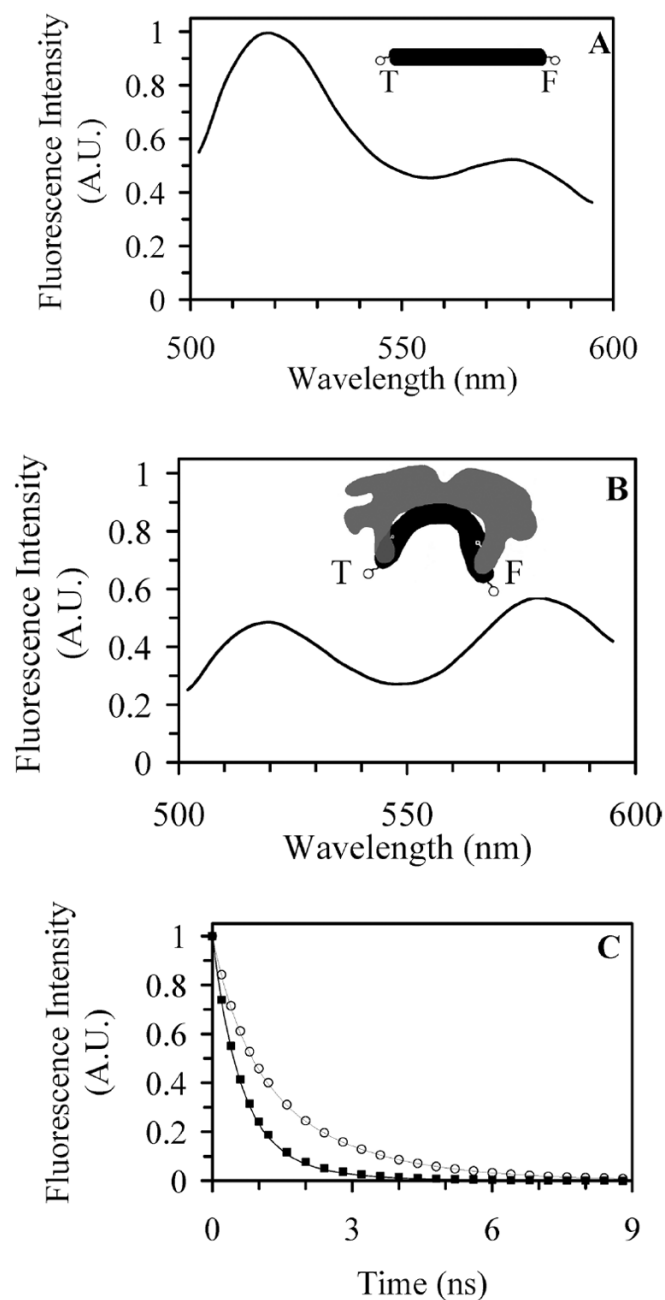 Fluorescence Intensity
(A.U.)
1
0.8
0.6
0.4
0.2
0
A
T F
500 550 600
Wavelength (nm)
Fluorescence Intensity
(A.U.)
1
0.8
0.6
0.4
0.2
0
B
T F
500 550 600
Wavelength (nm)
Fluorescence Intensity
(A.U.)
1
0.8
0.6
0.4
0.2
0
C
0 3 6 9
Time (ns)